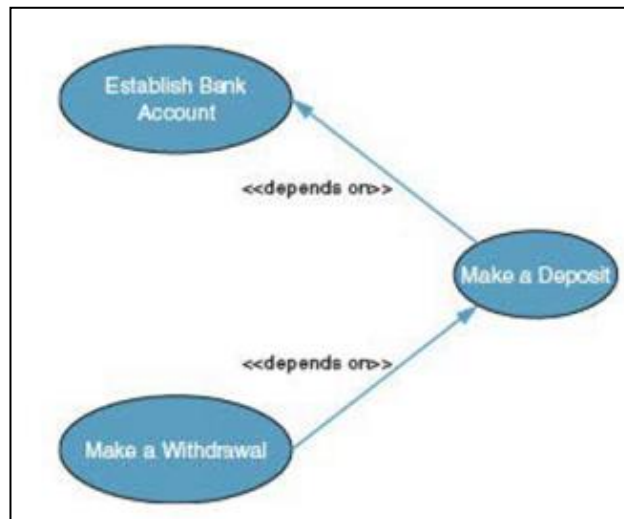 Establish Bank
Account
<<depends on>>
Make a Deposit
<<depends on>>
Make a Withdrawal